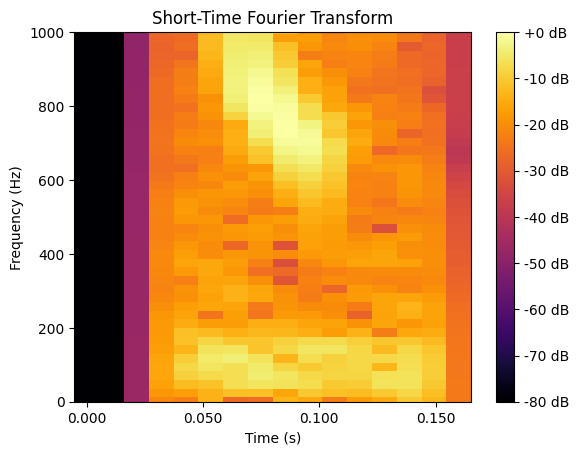 Short-Time Fourier Transform
1000
800
600
400
200
0
Frequency (Hz)
0.000
0.050
0.100
0.150
Time (s)
+0 dB
-10 dB
-20 dB
-30 dB
-40 dB
-50 dB
-60 dB
-70 dB
-80 dB